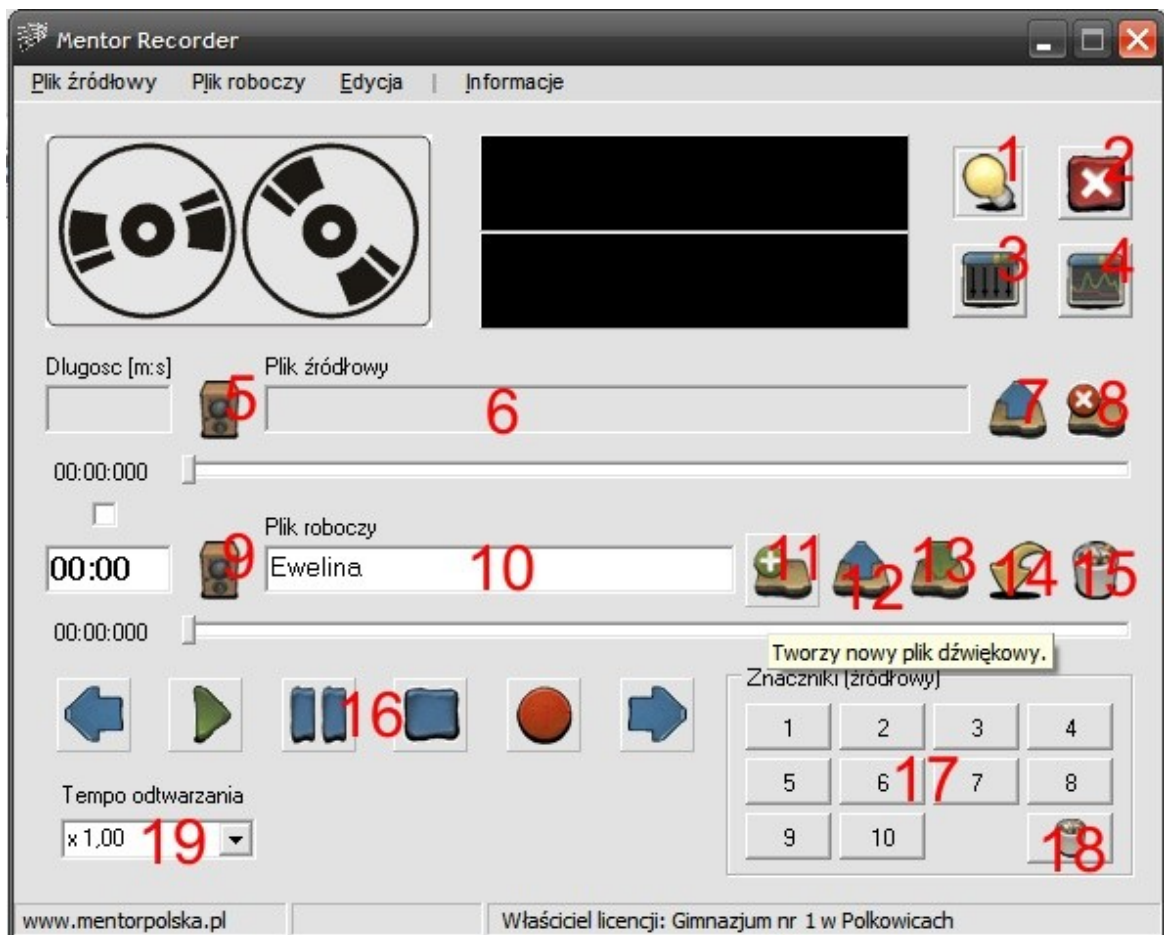 Mentor Recorder
Plik źródłowy Plik roboczy Edycja | Informacje
1 2
3 4
Dlugosc [m:s] Plik źródłowy
5 6 7 8
00:00:000
Plik roboczy
00:00 9 Ewelina 10 11 12 13 14 15
00:00:000
Tworzy nowy plik dźwiękowy.
Znaczniki (źródłowy)
16
1 2 3 4
5 6 17 7 8
Tempo odtwarzania
x 1,00 19
9 10 18
www.mentorpolska.pl Właściciel licencji: Gimnazjum nr 1 w Polkowicach